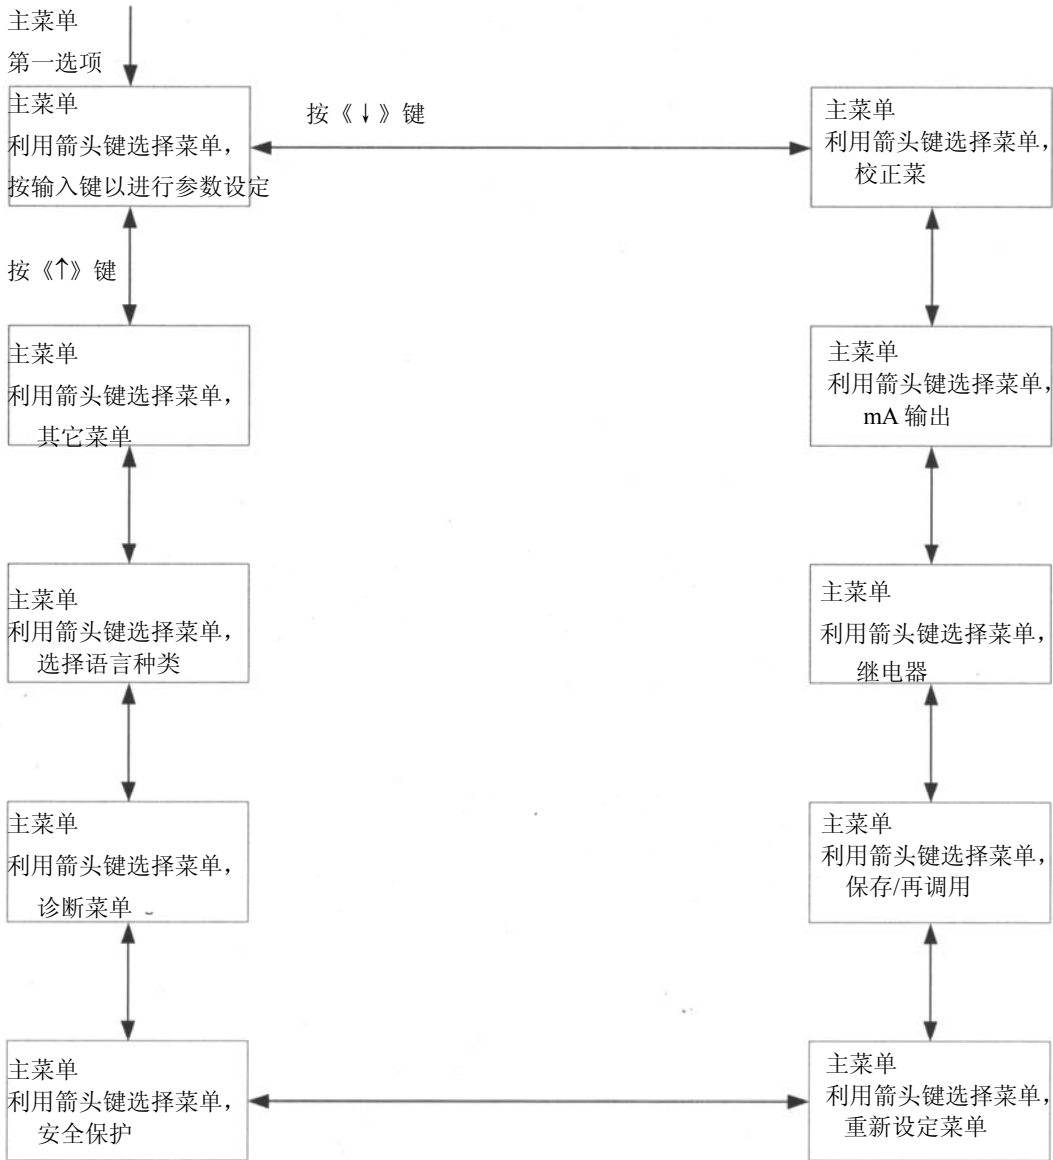 主菜单
第一选项
主菜单
利用箭头键选择菜单，
按输入键以进行参数设定
按《↓》键
主菜单
利用箭头键选择菜单，
校正菜
按《↑》键
主菜单
利用箭头键选择菜单，
其它菜单
主菜单
利用箭头键选择菜单，
mA 输出
主菜单
利用箭头键选择菜单，
选择语言种类
主菜单
利用箭头键选择菜单，
继电器
主菜单
利用箭头键选择菜单，
诊断菜单
主菜单
利用箭头键选择菜单，
保存/再调用
主菜单
利用箭头键选择菜单，
安全保护
主菜单
利用箭头键选择菜单，
重新设定菜单